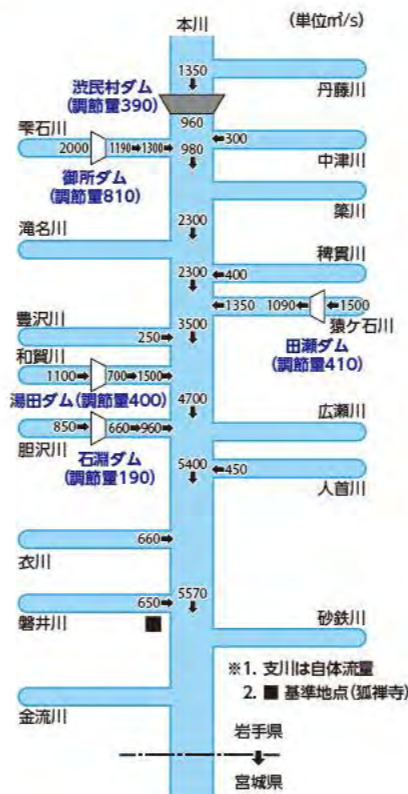 本川
(単位㎥/s)
1350
丹藤川
渋民村ダム
(調節量390)
960
雫石川
2000
1190
1300
980
300
中津川
御所ダム
(調節量810)
簗川
滝名川
2300
2300
400
稗貫川
1350
1090
1500
猿ケ石川
豊沢川
250
3500
田瀬ダム
(調節量410)
和賀川
1100
700
1500
湯田ダム(調節量400)
4700
広瀬川
850
660
960
胆沢川
石淵ダム
(調節量190)
5400
450
人首川
660
衣川
5570
650
磐井川
砂鉄川
※1. 支川は自体流量
2. ■ 基準地点(狐禅寺)
金流川
岩手県
宮城県